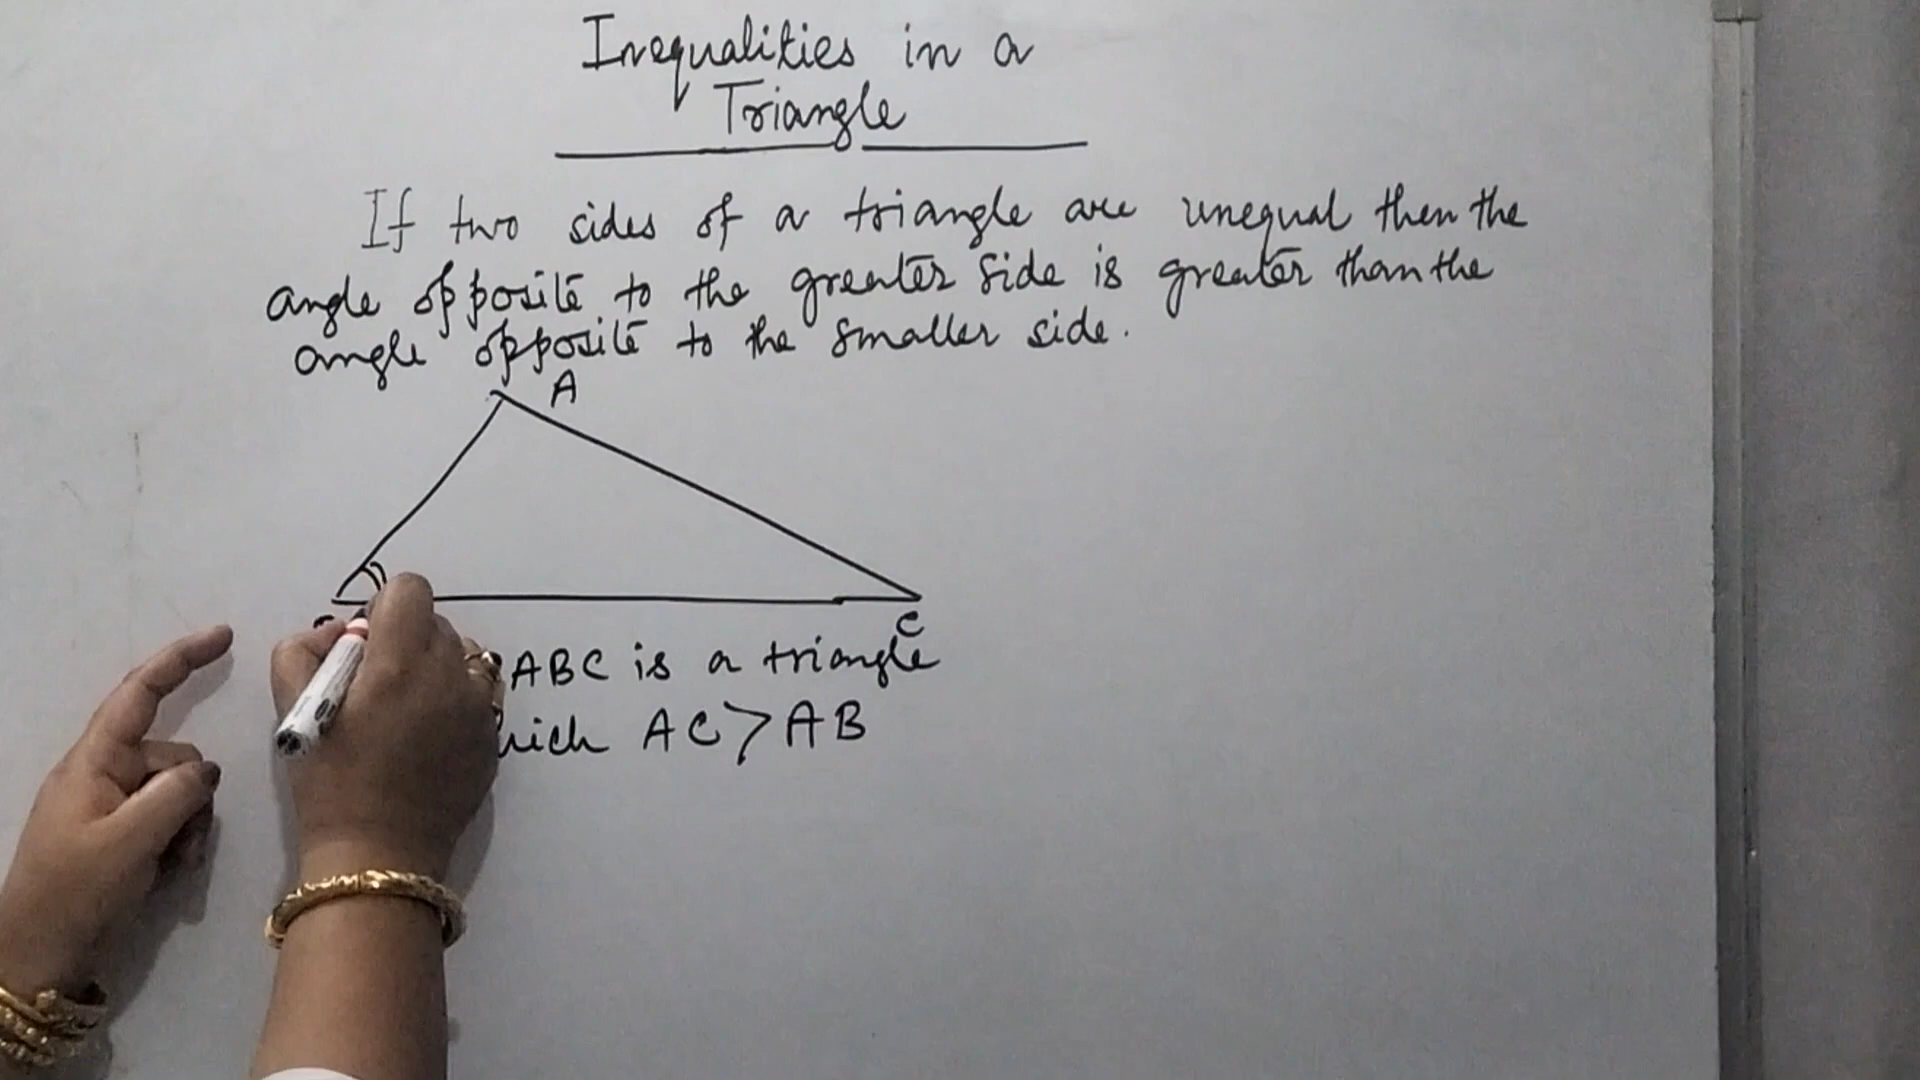 Inequalities in a
Triangle
If two sides of a triangle are unequal then the
angle opposite to the greater side is greater than the
angle opposite to the smaller side.
A
C
ABC is a triangle
AC > AB